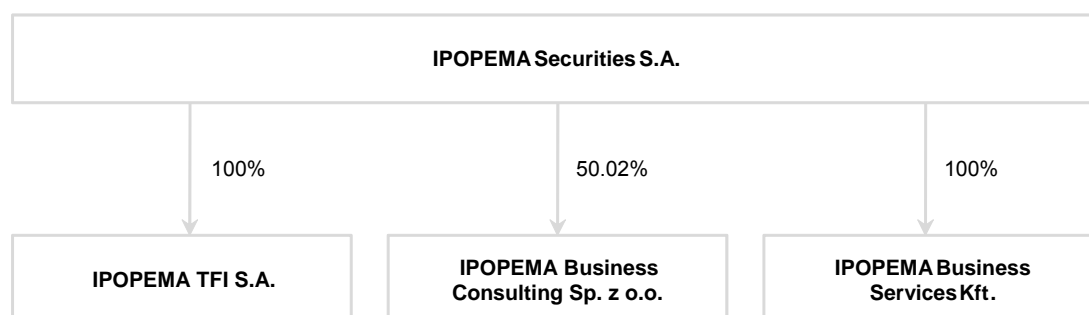 IPOPEMA Securities S.A.
100%
50.02%
100%
IPOPEMA TFI S.A.
IPOPEMA Business
Consulting Sp. z o.o.
IPOPEMA Business
Services Kft.